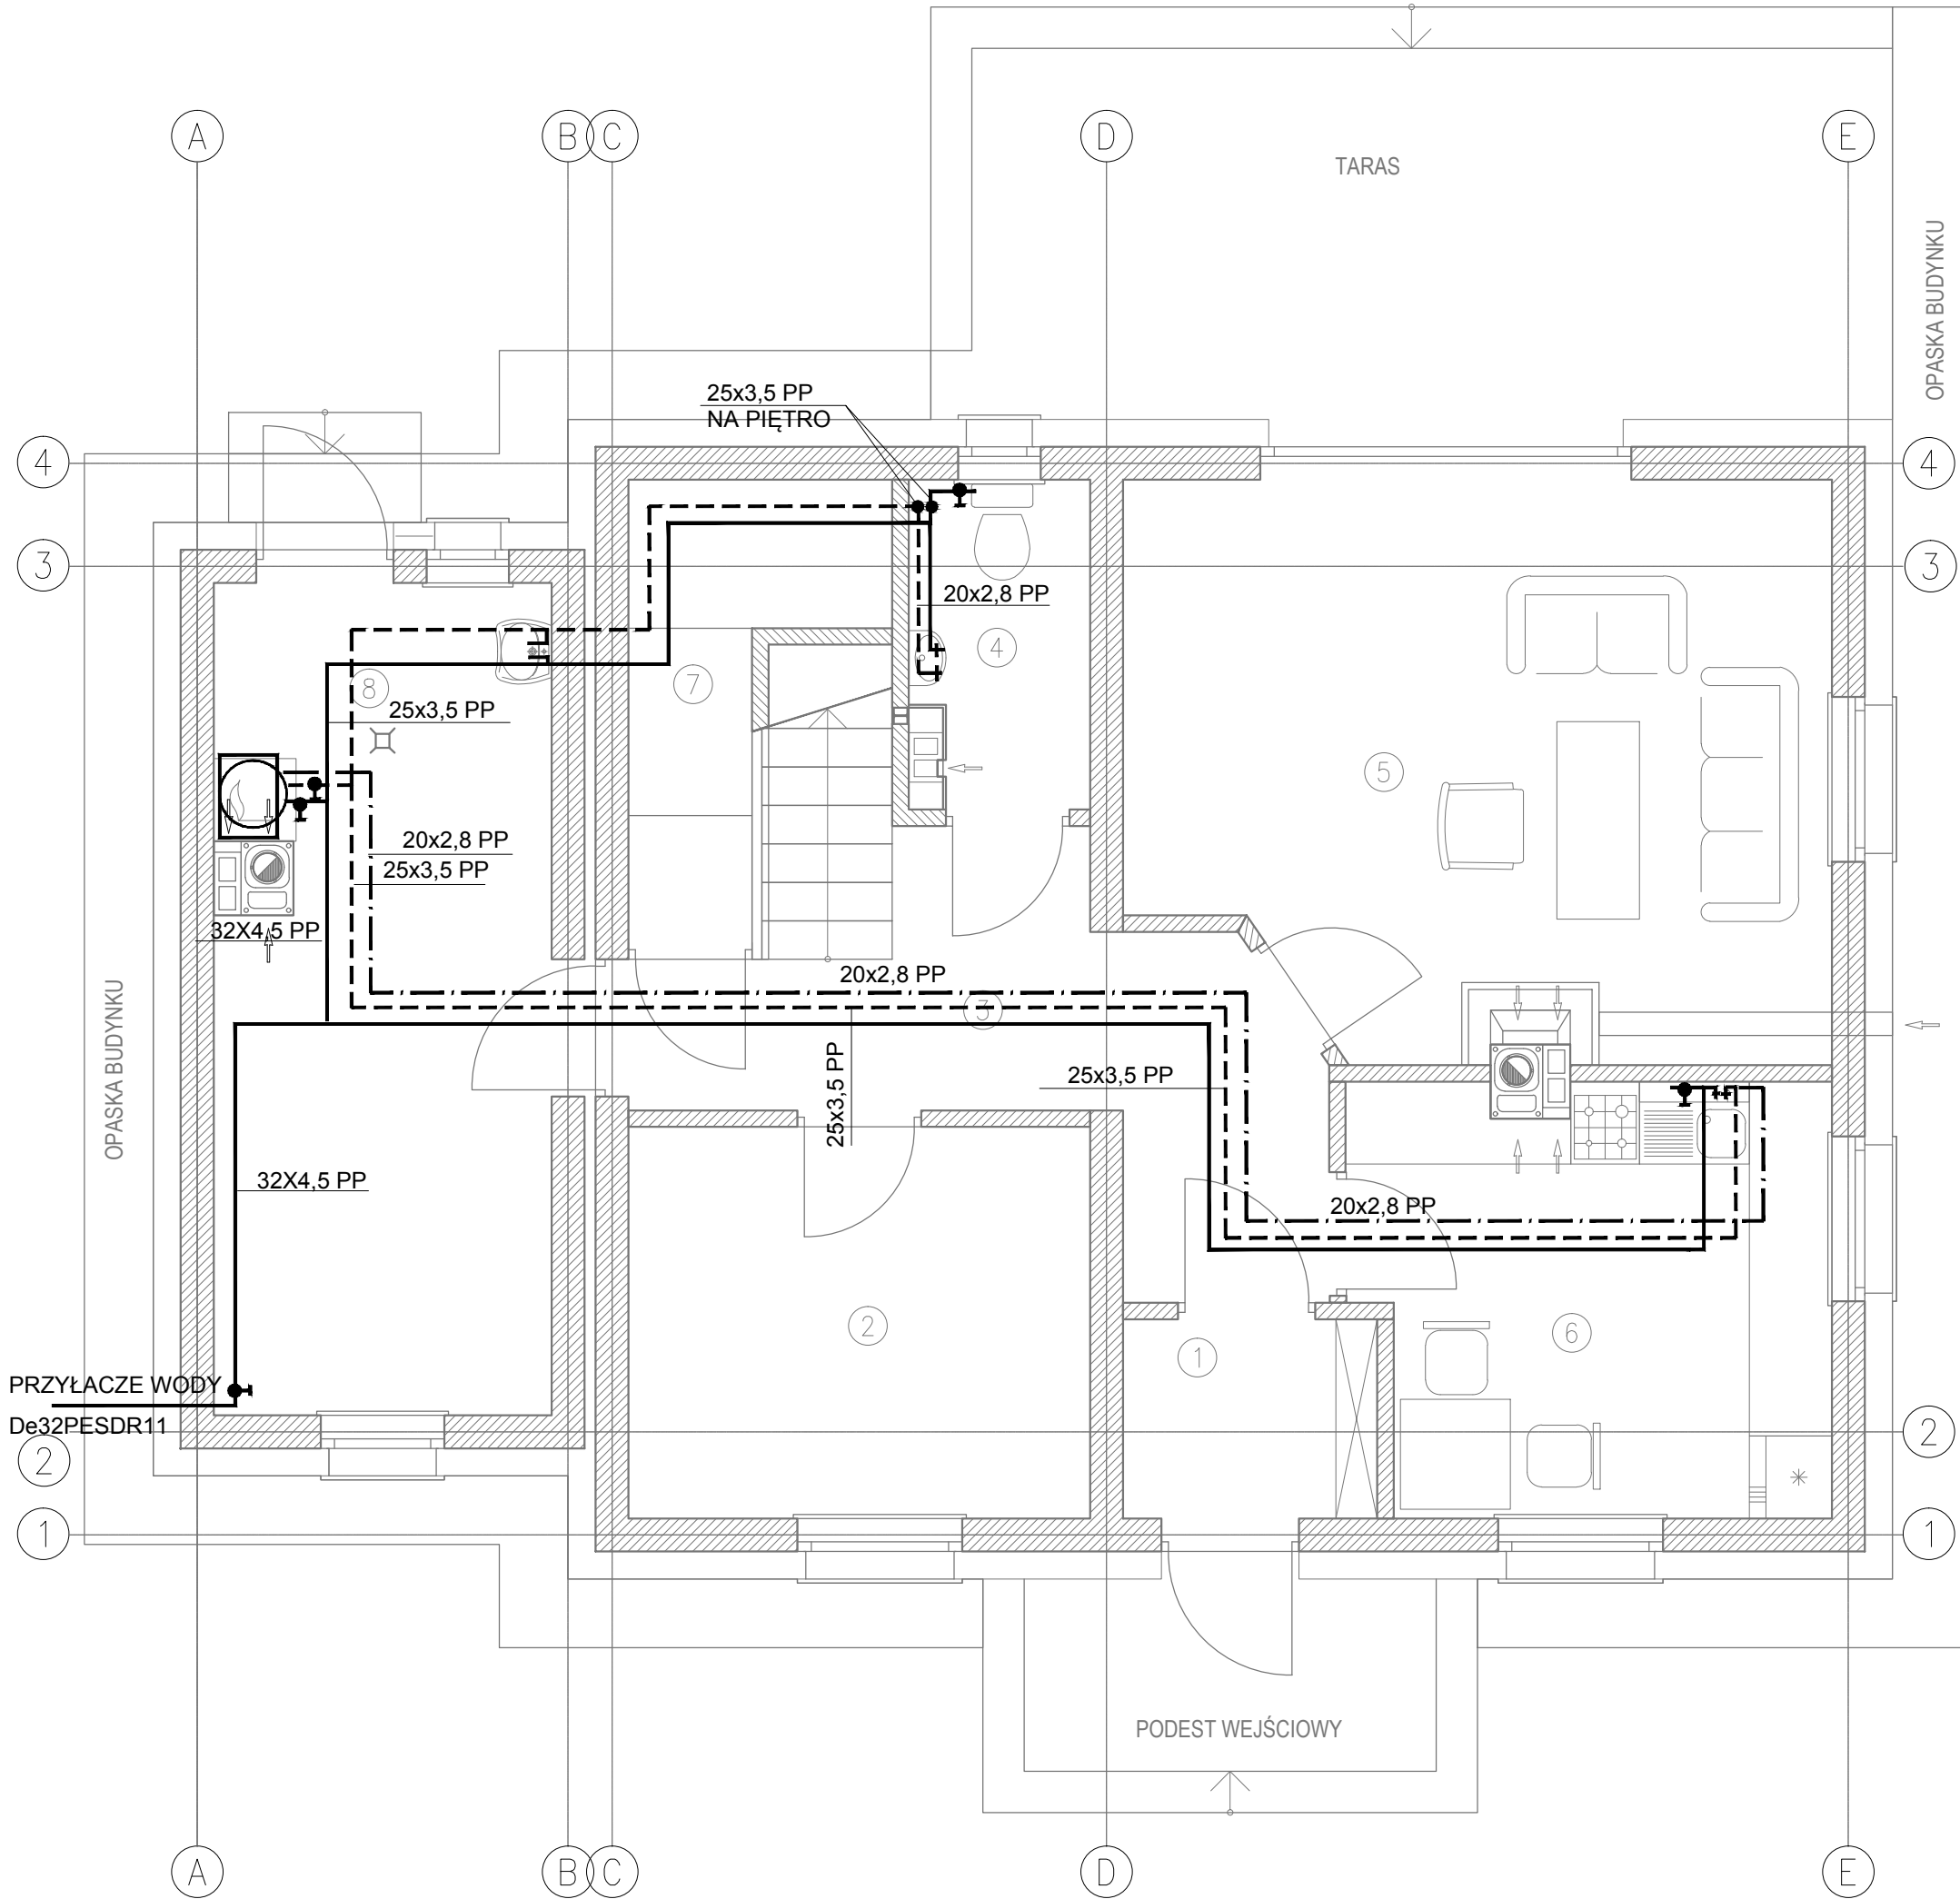 A
B
C
D
E
TARAS
OPASKA BUDYNKU
25x3,5 PP
NA PIĘTRO
4
4
3
3
20x2,8 PP
4
7
8
25x3,5 PP
5
20x2,8 PP
25x3,5 PP
32X4,5 PP
20x2,8 PP
3
OPASKA BUDYNKU
25x3,5 PP
25x3,5 PP
32X4,5 PP
20x2,8 PP
2
1
6
PRZYŁACZE WODY
De32PESDR11
2
2
1
1
PODEST WEJŚCIOWY
A
B
C
D
E